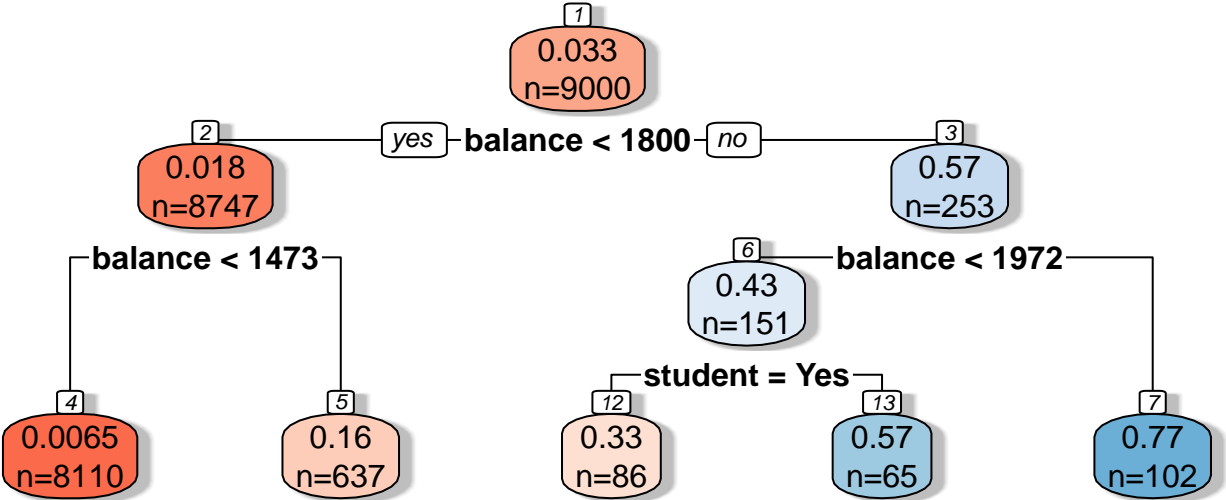 1
0.033
n=9000
yes balance < 1800 no
2
0.018
n=8747
3
0.57
n=253
balance < 1473
6
0.43
n=151
balance < 1972
student = Yes
4
0.0065
n=8110
5
0.16
n=637
12
0.33
n=86
13
0.57
n=65
7
0.77
n=102